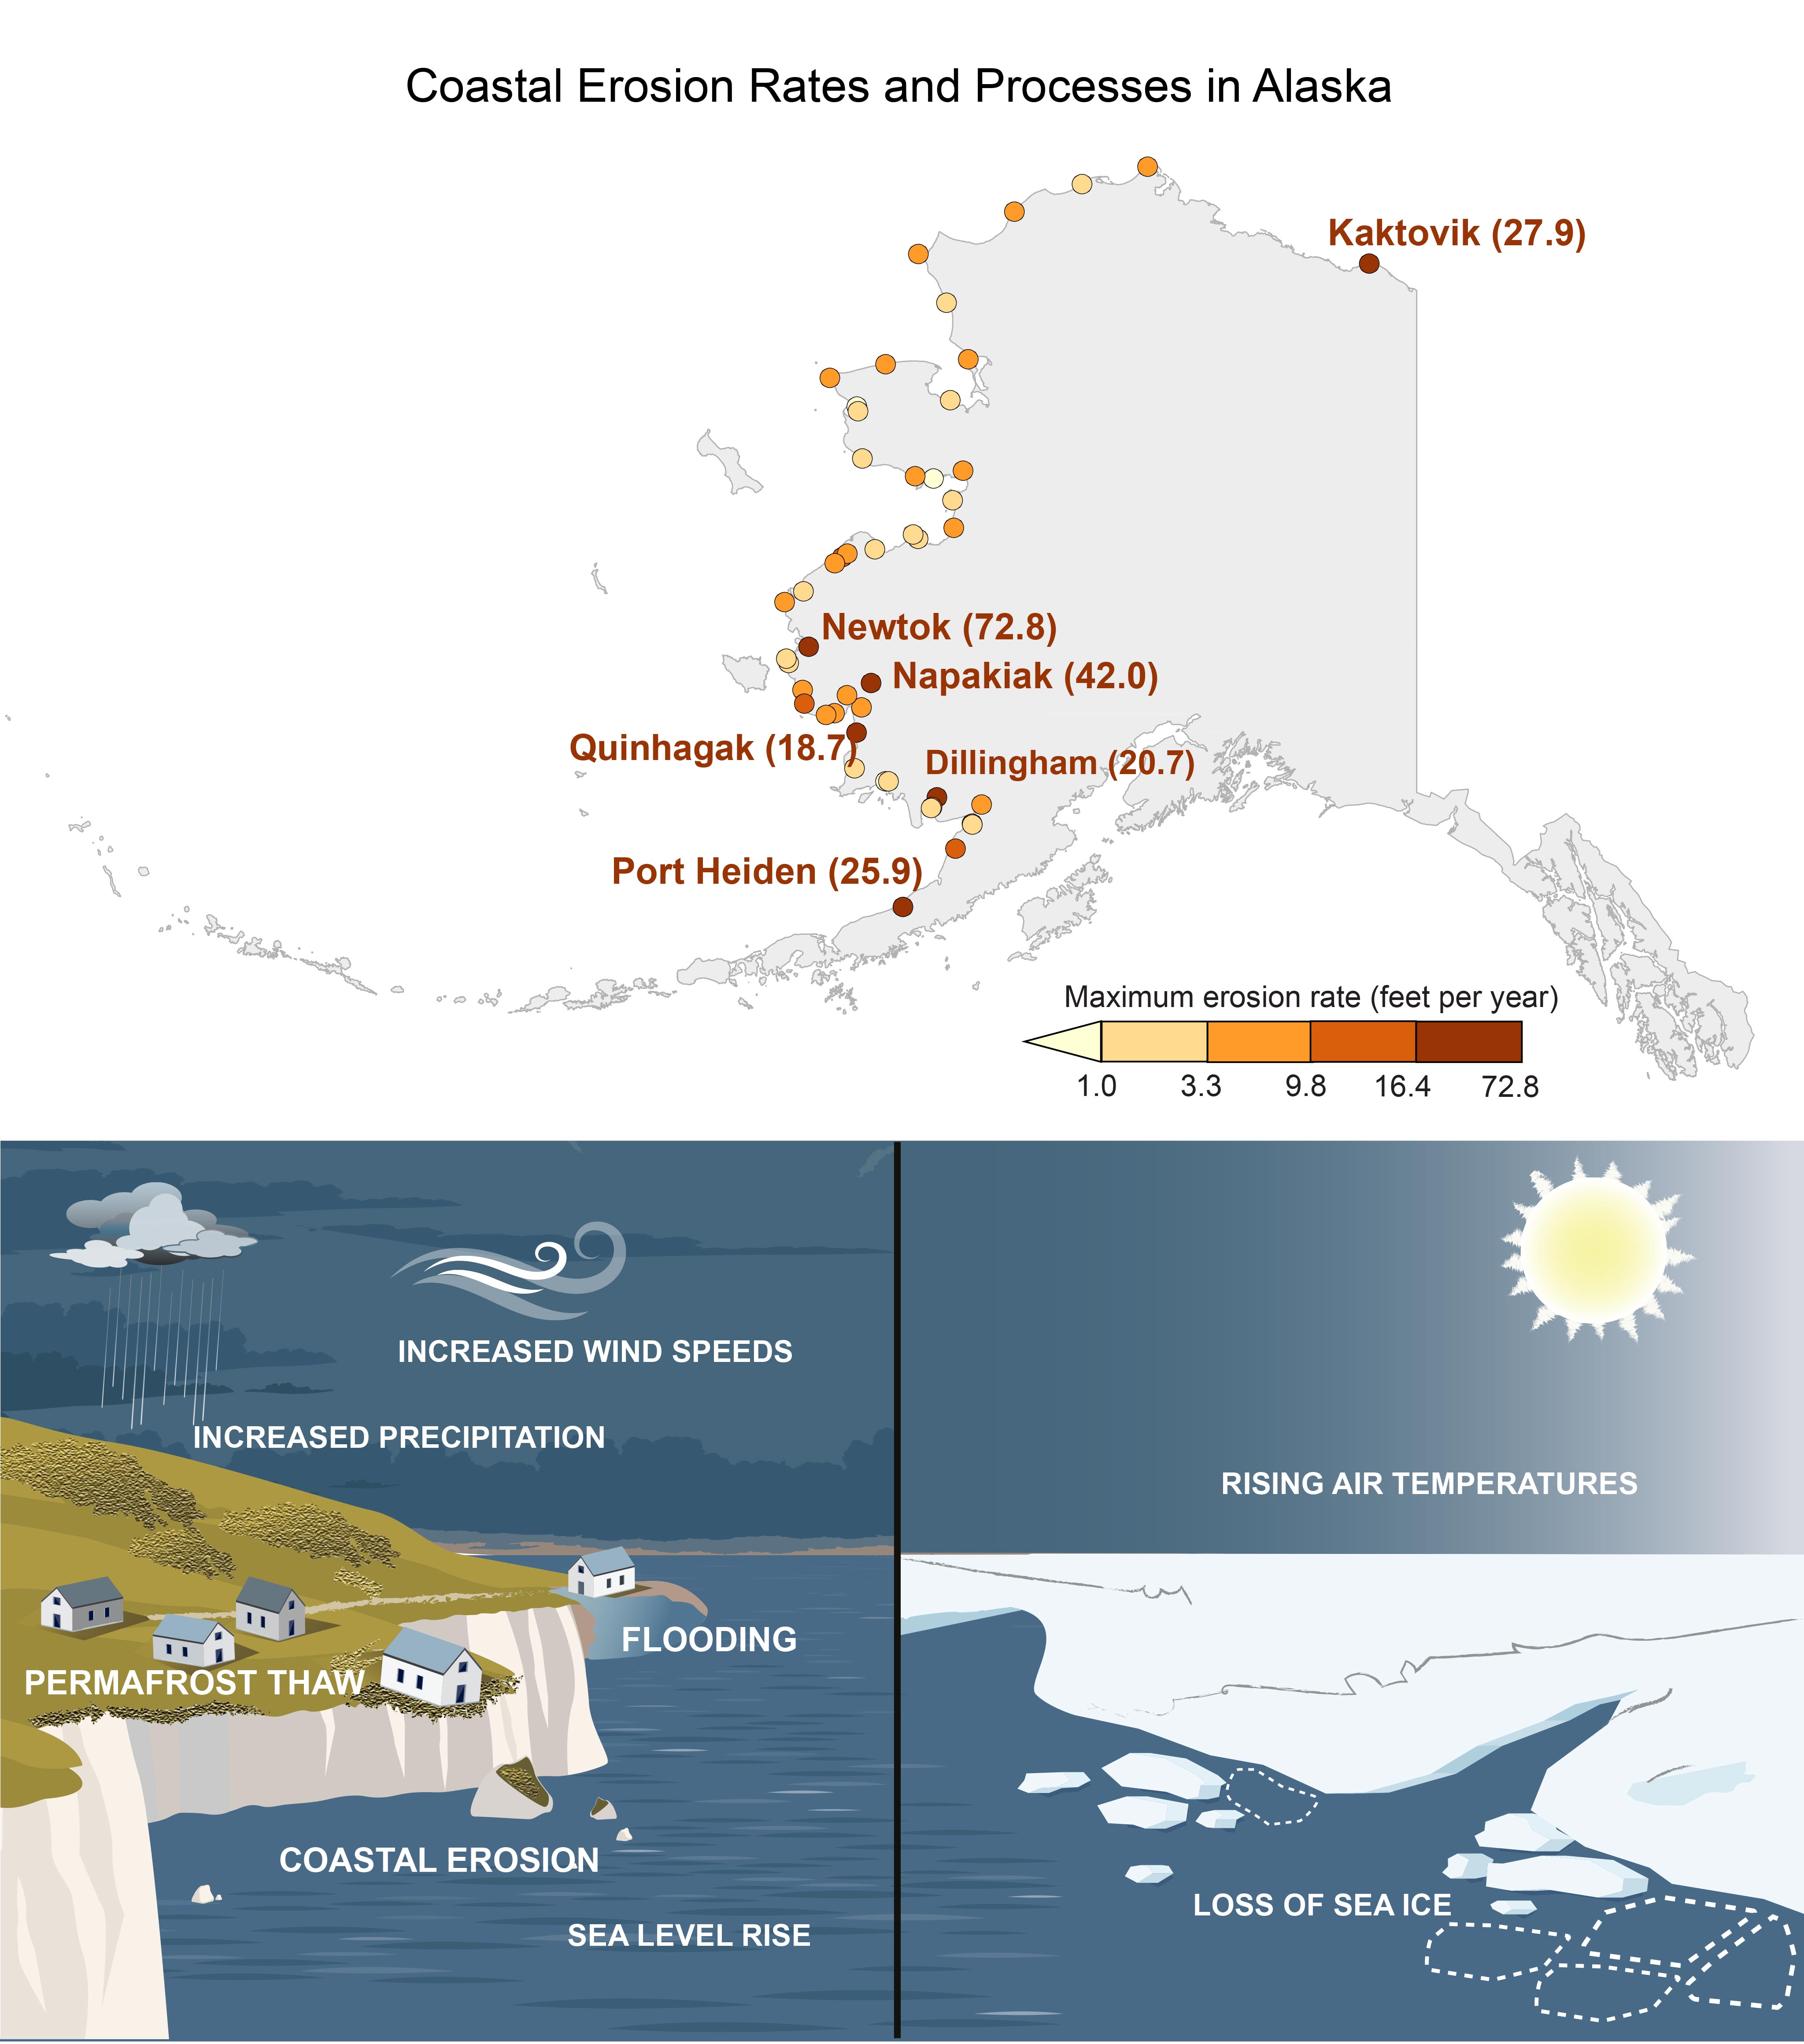 Coastal Erosion Rates and Processes in Alaska
Kaktovik (27.9)
Newtok (72.8)
Napakiak (42.0)
Quinhagak (18.7)
Dillingham (20.7)
Port Heiden (25.9)
Maximum erosion rate (feet per year)
1.0 3.3 9.8 16.4 72.8
INCREASED WIND SPEEDS
INCREASED PRECIPITATION
RISING AIR TEMPERATURES
FLOODING
PERMAFROST THAW
COASTAL EROSION
LOSS OF SEA ICE
SEA LEVEL RISE